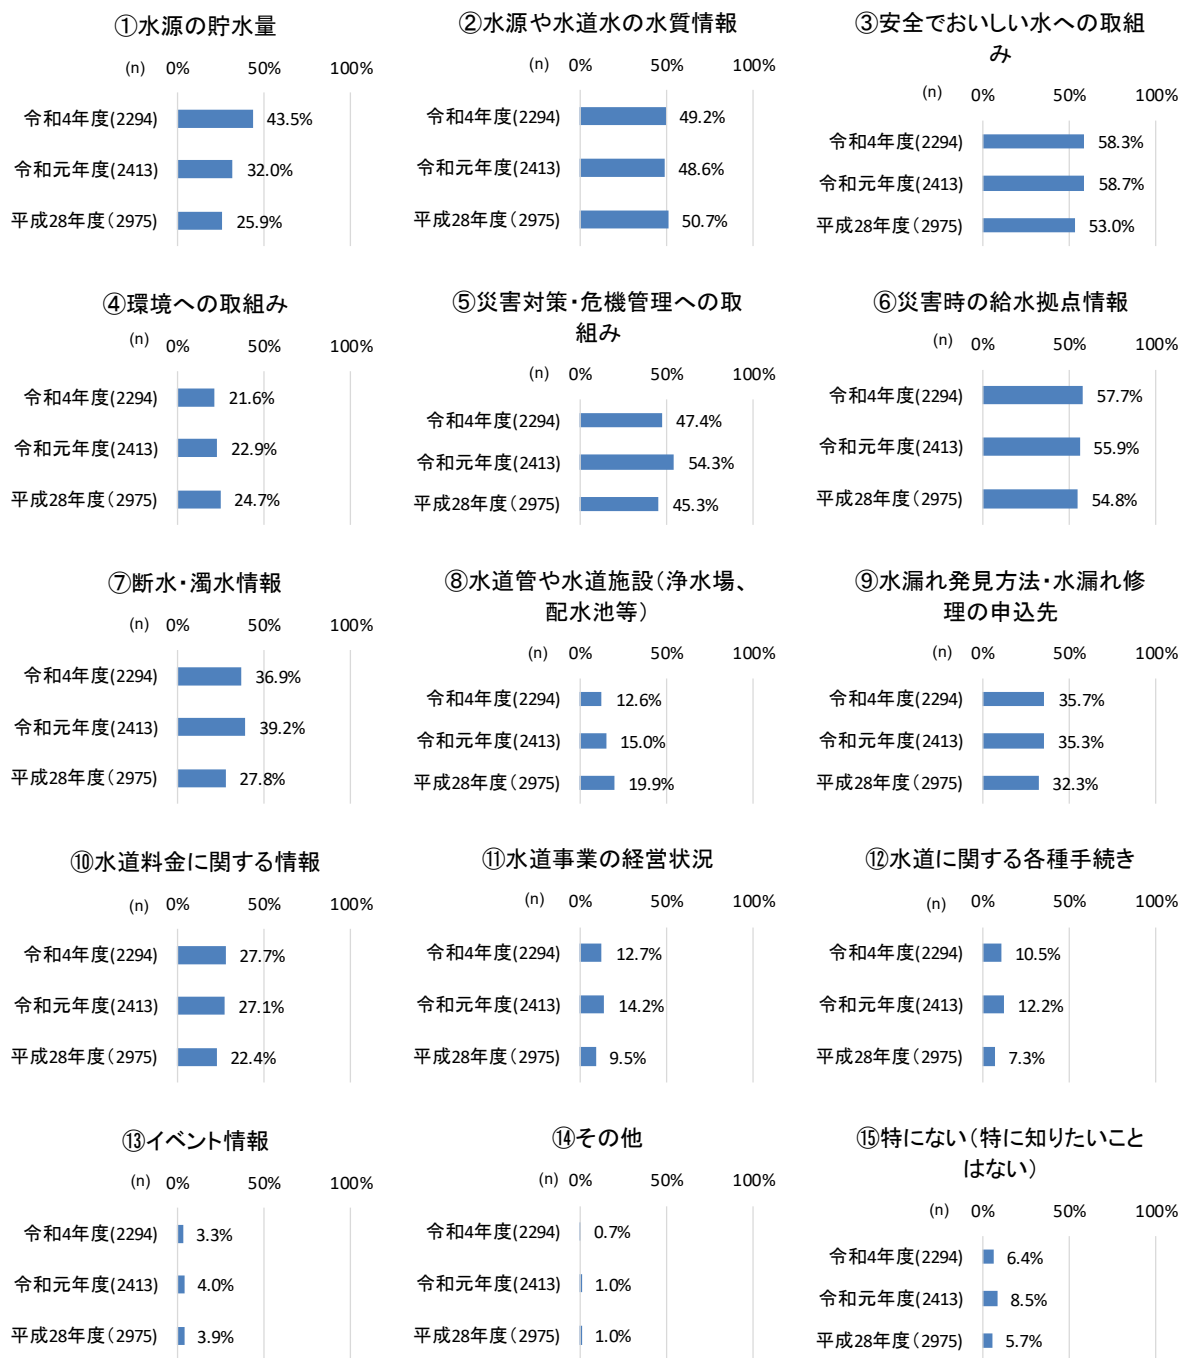 ①水源の貯水量
(n) 0% 50% 100%
令和4年度(2294) 43.5%
令和元年度(2413) 32.0%
平成28年度(2975) 25.9%
②水源や水道水の水質情報
(n) 0% 50% 100%
令和4年度(2294) 49.2%
令和元年度(2413) 48.6%
平成28年度(2975) 50.7%
③安全でおいしい水への取組
み
(n) 0% 50% 100%
令和4年度(2294) 58.3%
令和元年度(2413) 58.7%
平成28年度(2975) 53.0%
④環境への取組み
(n) 0% 50% 100%
令和4年度(2294) 21.6%
令和元年度(2413) 22.9%
平成28年度(2975) 24.7%
⑤災害対策・危機管理への取
組み
(n) 0% 50% 100%
令和4年度(2294) 47.4%
令和元年度(2413) 54.3%
平成28年度(2975) 45.3%
⑥災害時の給水拠点情報
(n) 0% 50% 100%
令和4年度(2294) 57.7%
令和元年度(2413) 55.9%
平成28年度(2975) 54.8%
⑦断水・濁水情報
(n) 0% 50% 100%
令和4年度(2294) 36.9%
令和元年度(2413) 39.2%
平成28年度(2975) 27.8%
⑧水道管や水道施設(浄水場、
配水池等)
(n) 0% 50% 100%
令和4年度(2294) 12.6%
令和元年度(2413) 15.0%
平成28年度(2975) 19.9%
⑨水漏れ発見方法・水漏れ修
理の申込先
(n) 0% 50% 100%
令和4年度(2294) 35.7%
令和元年度(2413) 35.3%
平成28年度(2975) 32.3%
⑩水道料金に関する情報
(n) 0% 50% 100%
令和4年度(2294) 27.7%
令和元年度(2413) 27.1%
平成28年度(2975) 22.4%
⑪水道事業の経営状況
(n) 0% 50% 100%
令和4年度(2294) 12.7%
令和元年度(2413) 14.2%
平成28年度(2975) 9.5%
⑫水道に関する各種手続き
(n) 0% 50% 100%
令和4年度(2294) 10.5%
令和元年度(2413) 12.2%
平成28年度(2975) 7.3%
⑬イベント情報
(n) 0% 50% 100%
令和4年度(2294) 3.3%
令和元年度(2413) 4.0%
平成28年度(2975) 3.9%
⑭その他
(n) 0% 50% 100%
令和4年度(2294) 0.7%
令和元年度(2413) 1.0%
平成28年度(2975) 1.0%
⑮特にない(特に知りたいこと
はない)
(n) 0% 50% 100%
令和4年度(2294) 6.4%
令和元年度(2413) 8.5%
平成28年度(2975) 5.7%